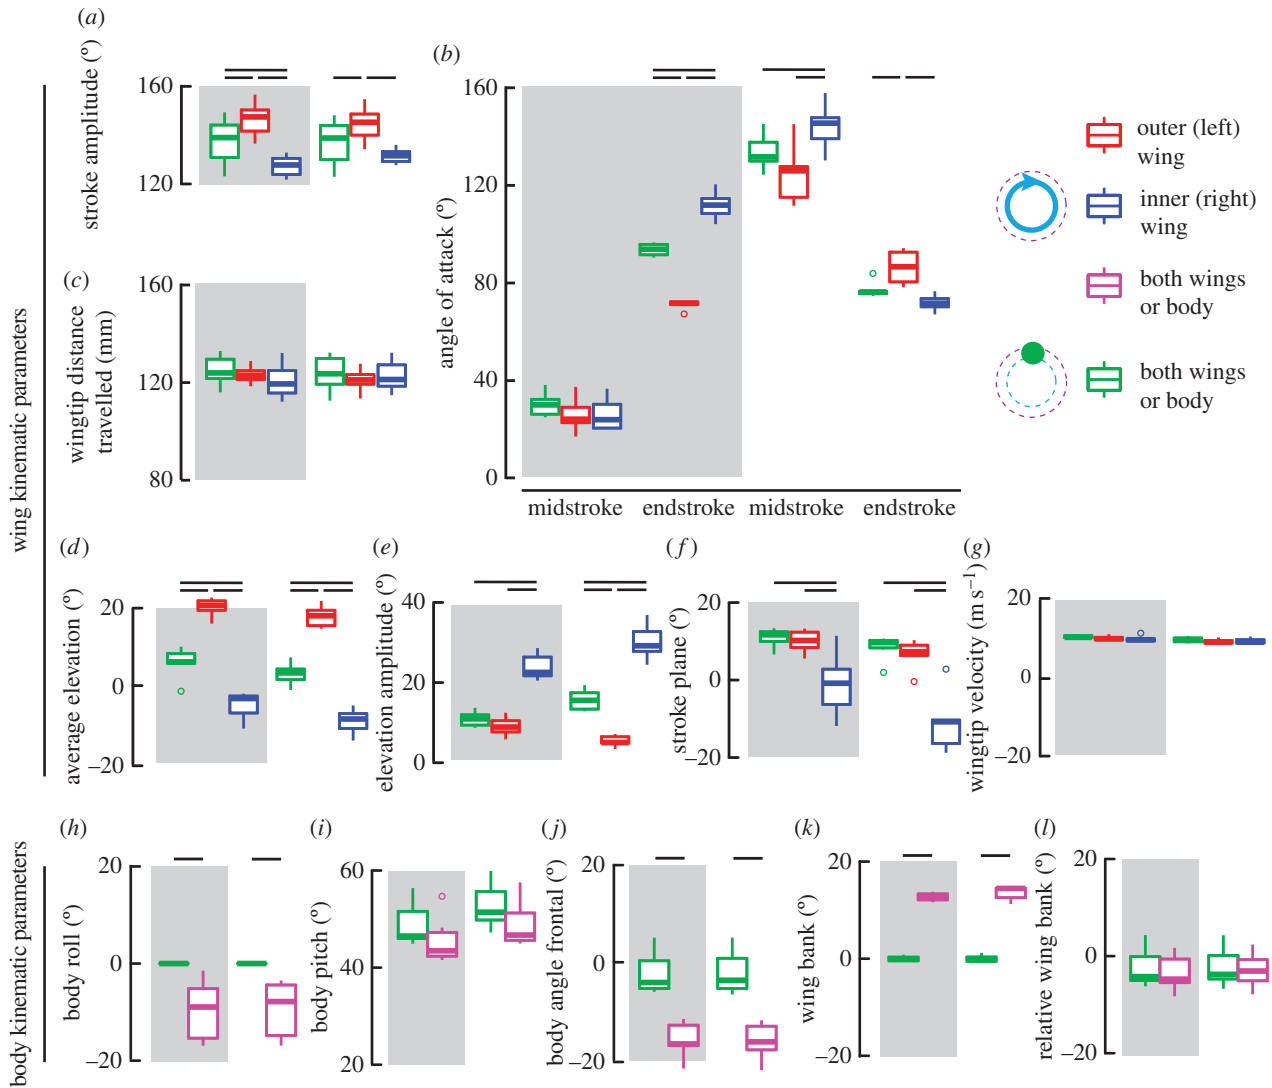 wing kinematic parameters
(a)
stroke amplitude (º)
160
120
(b)
angle of attack (º)
160
120
80
40
0
midstroke
endstroke
midstroke
endstroke
outer (left)
wing
inner (right)
wing
both wings
or body
both wings
or body
(c)
wingtip distance
travelled (mm)
160
120
80
(d)
average elevation (º)
20
0
–20
(e)
elevation amplitude (º)
40
20
0
(f)
stroke plane (º)
20
0
–20
(g)
wingtip velocity (m s–1)
20
0
–20
body kinematic parameters
(h)
body roll (º)
20
0
–20
(i)
body pitch (º)
60
40
20
(j)
body angle frontal (º)
20
0
–20
(k)
wing bank (º)
20
0
–20
(l)
relative wing bank (º)
20
0
–20